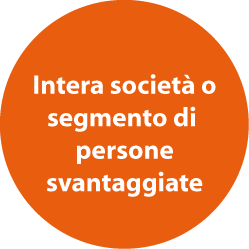 Intera società o
segmento di
persone
svantaggiate